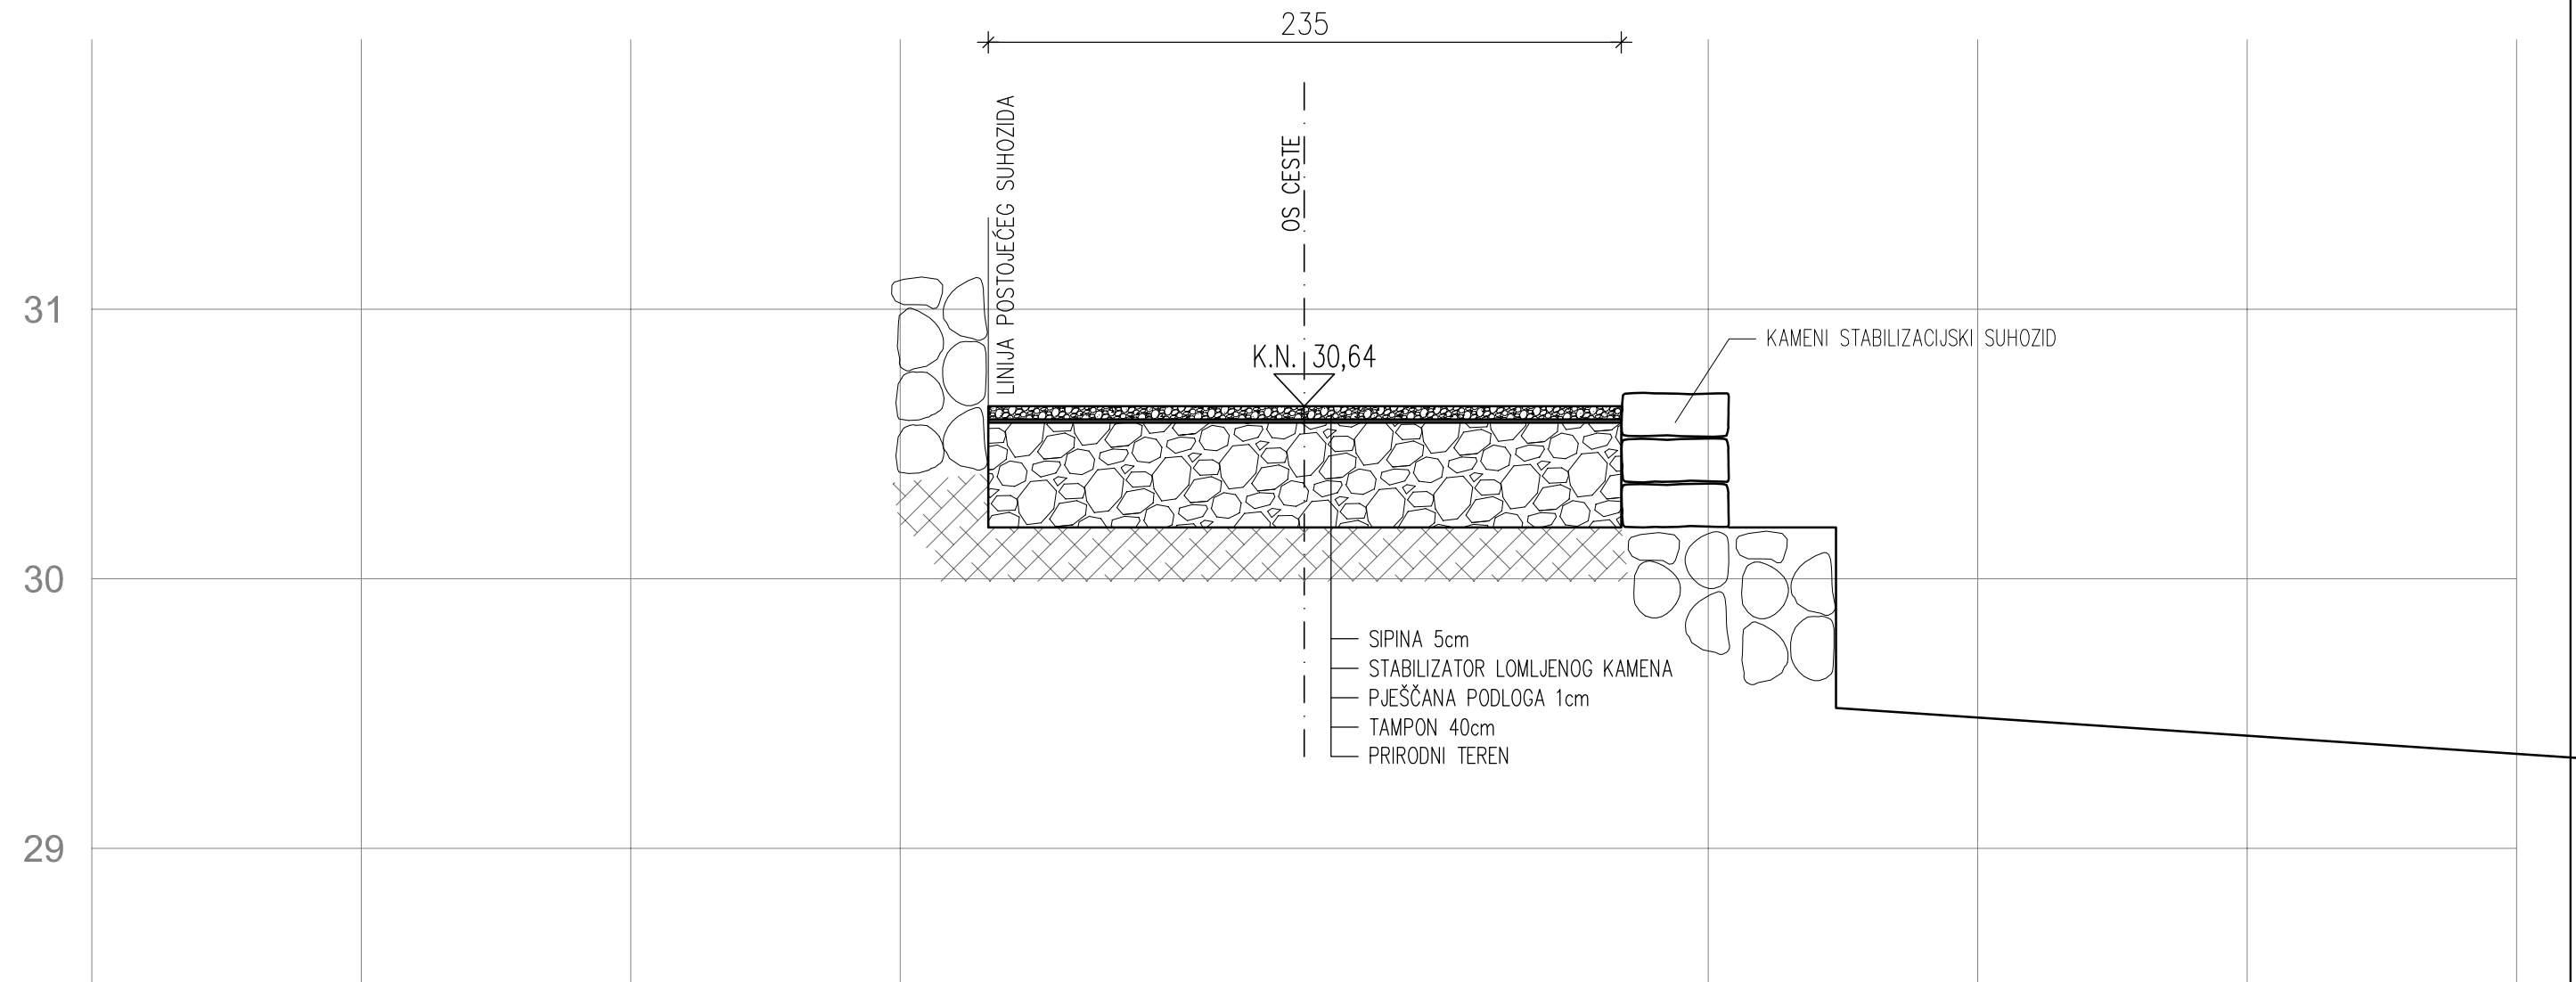 235
LINIJA POSTOJEĆEG SUHOZIDA
OS CESTE
31
KAMENI STABILIZACIJSKI SUHOZID
K.N. 30,64
30
SIPINA 5cm
STABILIZATOR LOMLJENOG KAMENA
PJEŠČANA PODLOGA 1cm
TAMPON 40cm
PRIRODNI TEREN
29